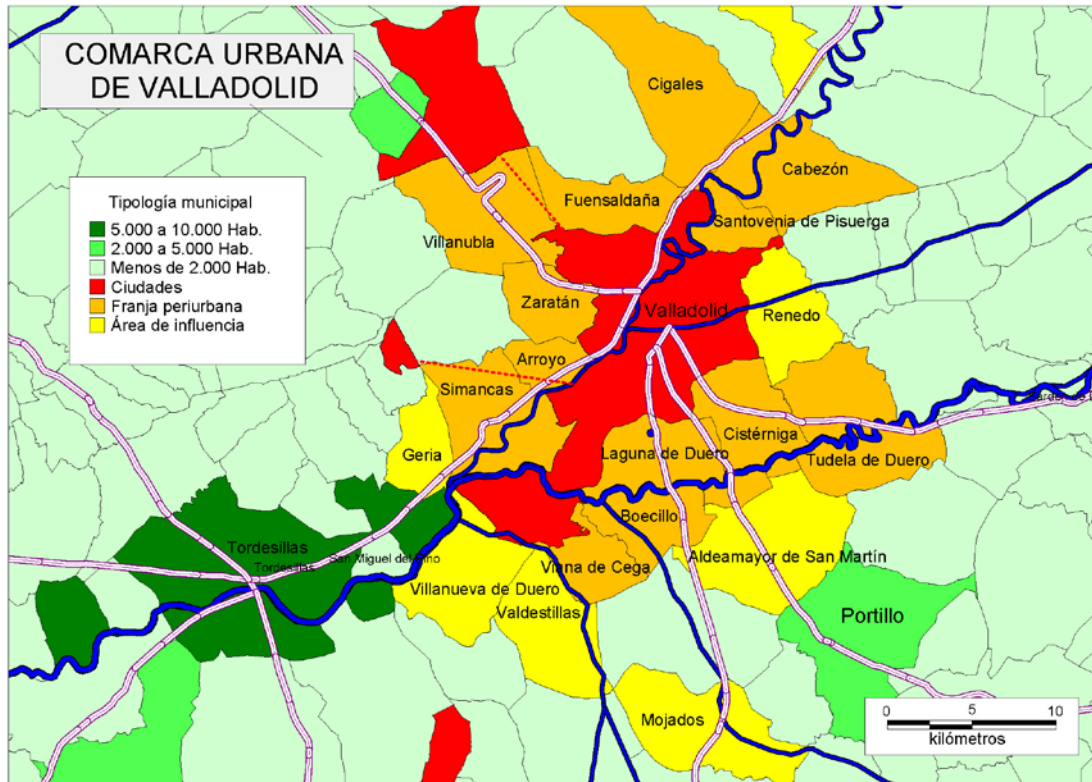 COMARCA URBANA
DE VALLADOLID
Tipología municipal
5.000 a 10.000 Hab.
2.000 a 5.000 Hab.
Menos de 2.000 Hab.
Ciudades
Franja periurbana
Área de influencia
Cigales
Cabezón
Fuensaldaña
Santovenia de Pisuerga
Villanubla
Zaratán
Valladolid
Renedo
Arroyo
Simancas
Cistérniga
Geria
Laguna de Duero
Tudela de Duero
Boecillo
Tordesillas
Tordesillas
San Miguel del Pino
Aldeamayor de San Martín
Viana de Cega
Villanueva de Duero
Valdestillas
Portillo
Mojados
0 5 10
kilómetros